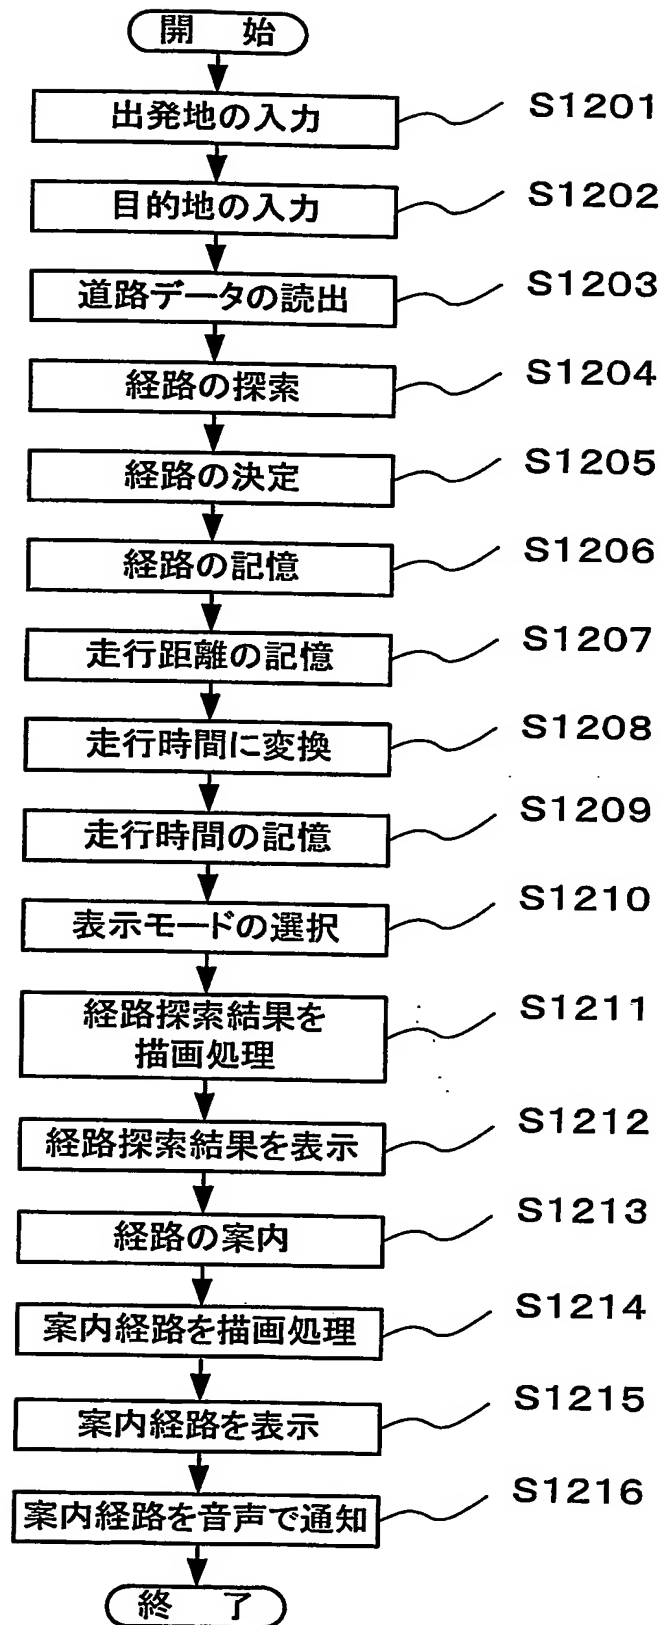 開 始
出発地の入力 S1201
目的地の入力 S1202
道路データの読出 S1203
経路の探索 S1204
経路の決定 S1205
経路の記憶 S1206
走行距離の記憶 S1207
走行時間に変換 S1208
走行時間の記憶 S1209
表示モードの選択 S1210
経路探索結果を
描画処理 S1211
経路探索結果を表示 S1212
経路の案内 S1213
案内経路を描画処理 S1214
案内経路を表示 S1215
案内経路を音声で通知 S1216
終 了